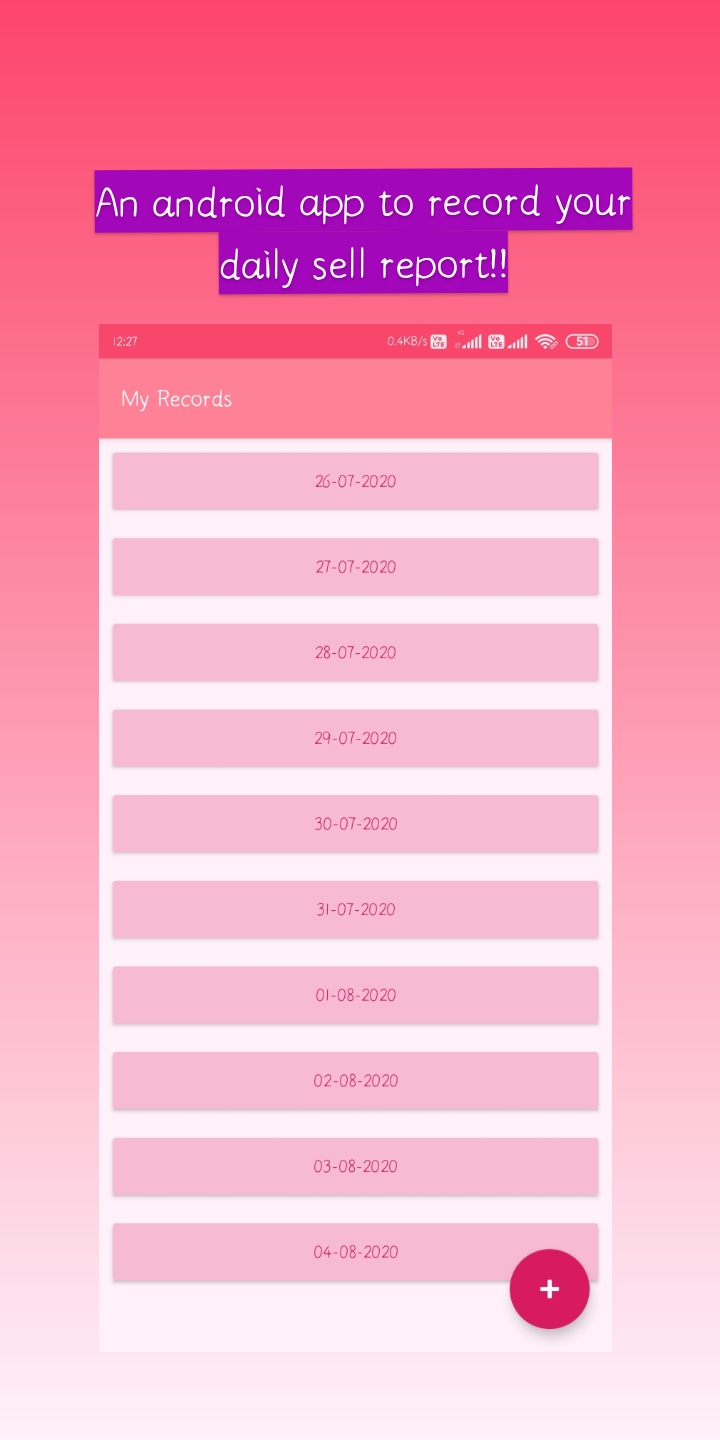 An android app to record your
daily sell report!!
12:27 0.4KB/s Vo LTE 4G Vo LTE 51
My Records
26-07-2020
27-07-2020
28-07-2020
29-07-2020
30-07-2020
31-07-2020
01-08-2020
02-08-2020
03-08-2020
04-08-2020
+